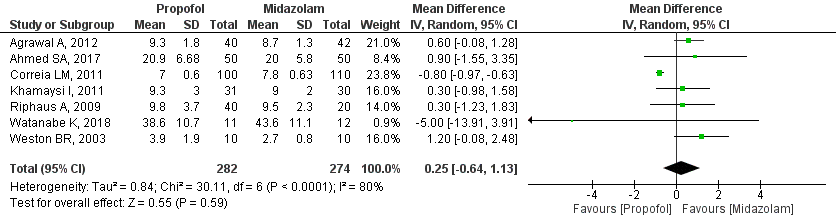 Propofol Midazolam Mean Difference Mean Difference
Study or Subgroup Mean SD Total Mean SD Total Weight IV, Random, 95% CI IV, Random, 95% CI
Agrawal A, 2012 9.3 1.8 40 8.7 1.3 42 21.0% 0.60 [-0.08, 1.28]
Ahmed SA, 2017 20.9 6.68 50 20 5.8 50 8.4% 0.90 [-1.55, 3.35]
Correia LM, 2011 7 0.6 100 7.8 0.63 110 23.8% -0.80 [-0.97, -0.63]
Khamaysi I, 2011 9.3 3 31 9 2 30 17.6% 0.30 [-0.98, 1.58]
Riphaus A, 2009 9.8 3.7 40 9.5 2.3 20 15.4% 0.30 [-1.23, 1.83]
Watanabe K, 2018 38.6 10.7 11 43.6 11.1 12 0.9% -5.00 [-13.91, 3.91]
Weston BR, 2003 3.9 1.9 10 2.7 0.8 10 17.8% 1.20 [-0.08, 2.48]
Total (95% CI) 282 274 100.0% 0.25 [-0.64, 1.13]
Heterogeneity: Tau² = 0.84; Chi² = 30.11, df = 6 (P < 0.0001); I² = 80%
Test for overall effect: Z = 0.55 (P = 0.59)
-4 -2 0 2 4
Favours [Propofol] Favours [Midazolam]